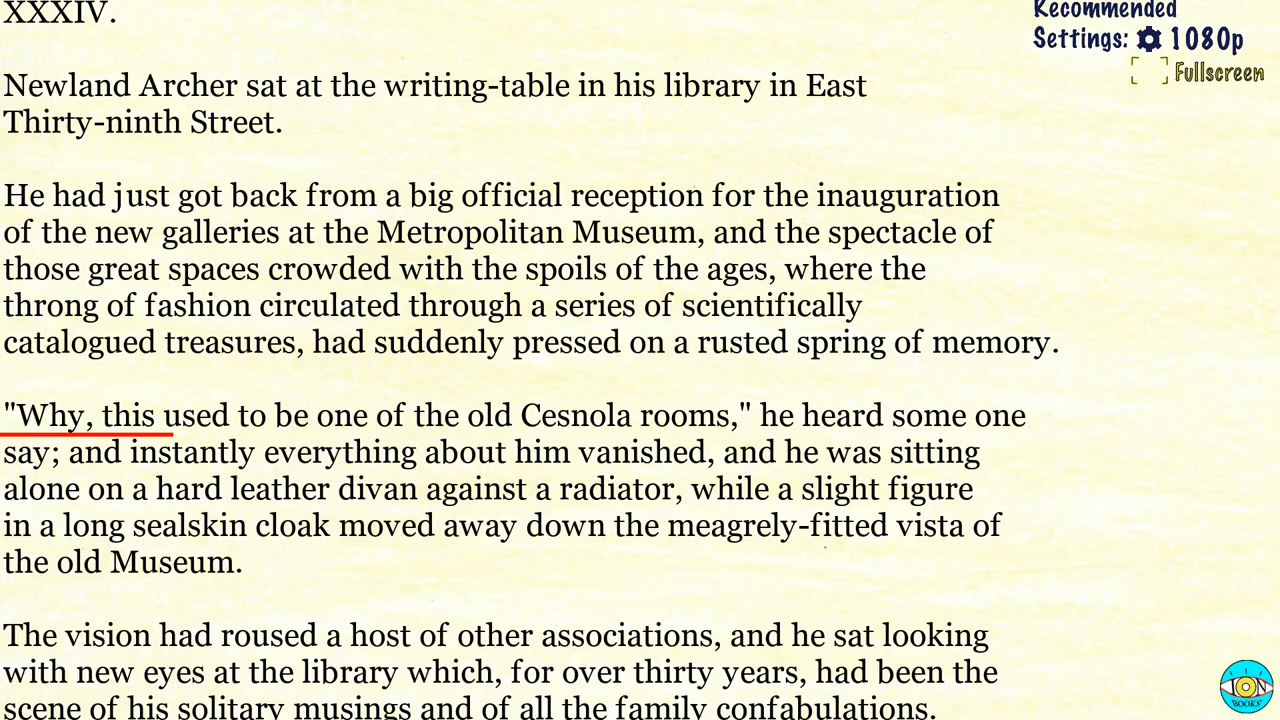 XXXIV.
Recommended
Settings: 1080p
Fullscreen
Newland Archer sat at the writing-table in his library in East
Thirty-ninth Street.
He had just got back from a big official reception for the inauguration
of the new galleries at the Metropolitan Museum, and the spectacle of
those great spaces crowded with the spoils of the ages, where the
throng of fashion circulated through a series of scientifically
catalogued treasures, had suddenly pressed on a rusted spring of memory.
"Why, this used to be one of the old Cesnola rooms," he heard some one
say; and instantly everything about him vanished, and he was sitting
alone on a hard leather divan against a radiator, while a slight figure
in a long sealskin cloak moved away down the meagrely-fitted vista of
the old Museum.
The vision had roused a host of other associations, and he sat looking
with new eyes at the library which, for over thirty years, had been the
scene of his solitary musings and of all the family confabulations.
ION
BOOKS